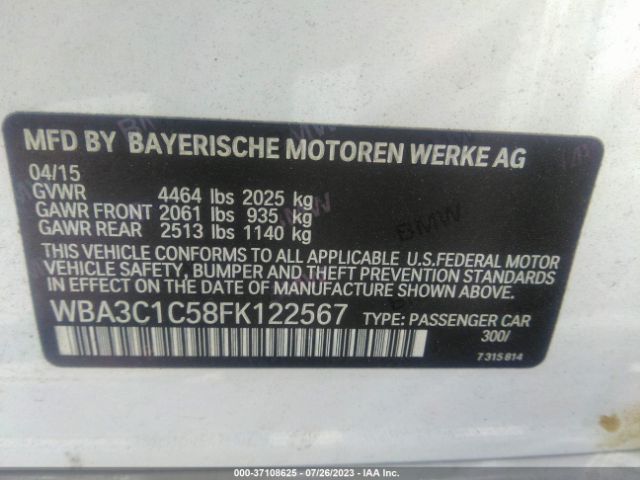 MFD BY BAYERISCHE MOTOREN WERKE AG
04/15
GVWR 4464 lbs 2025 kg
GAWR FRONT 2061 lbs 935 kg
GAWR REAR 2513 lbs 1140 kg
THIS VEHICLE CONFORMS TO ALL APPLICABLE U.S.FEDERAL MOTOR
VEHICLE SAFETY, BUMPER AND THEFT PREVENTION STANDARDS
IN EFFECT ON THE DATE OF MANUFACTURE SHOWN ABOVE.
WBA3C1C58FK122567 TYPE: PASSENGER CAR
300/
7 315 814
000-37108625 / 07/26/2023 / IAA Inc.